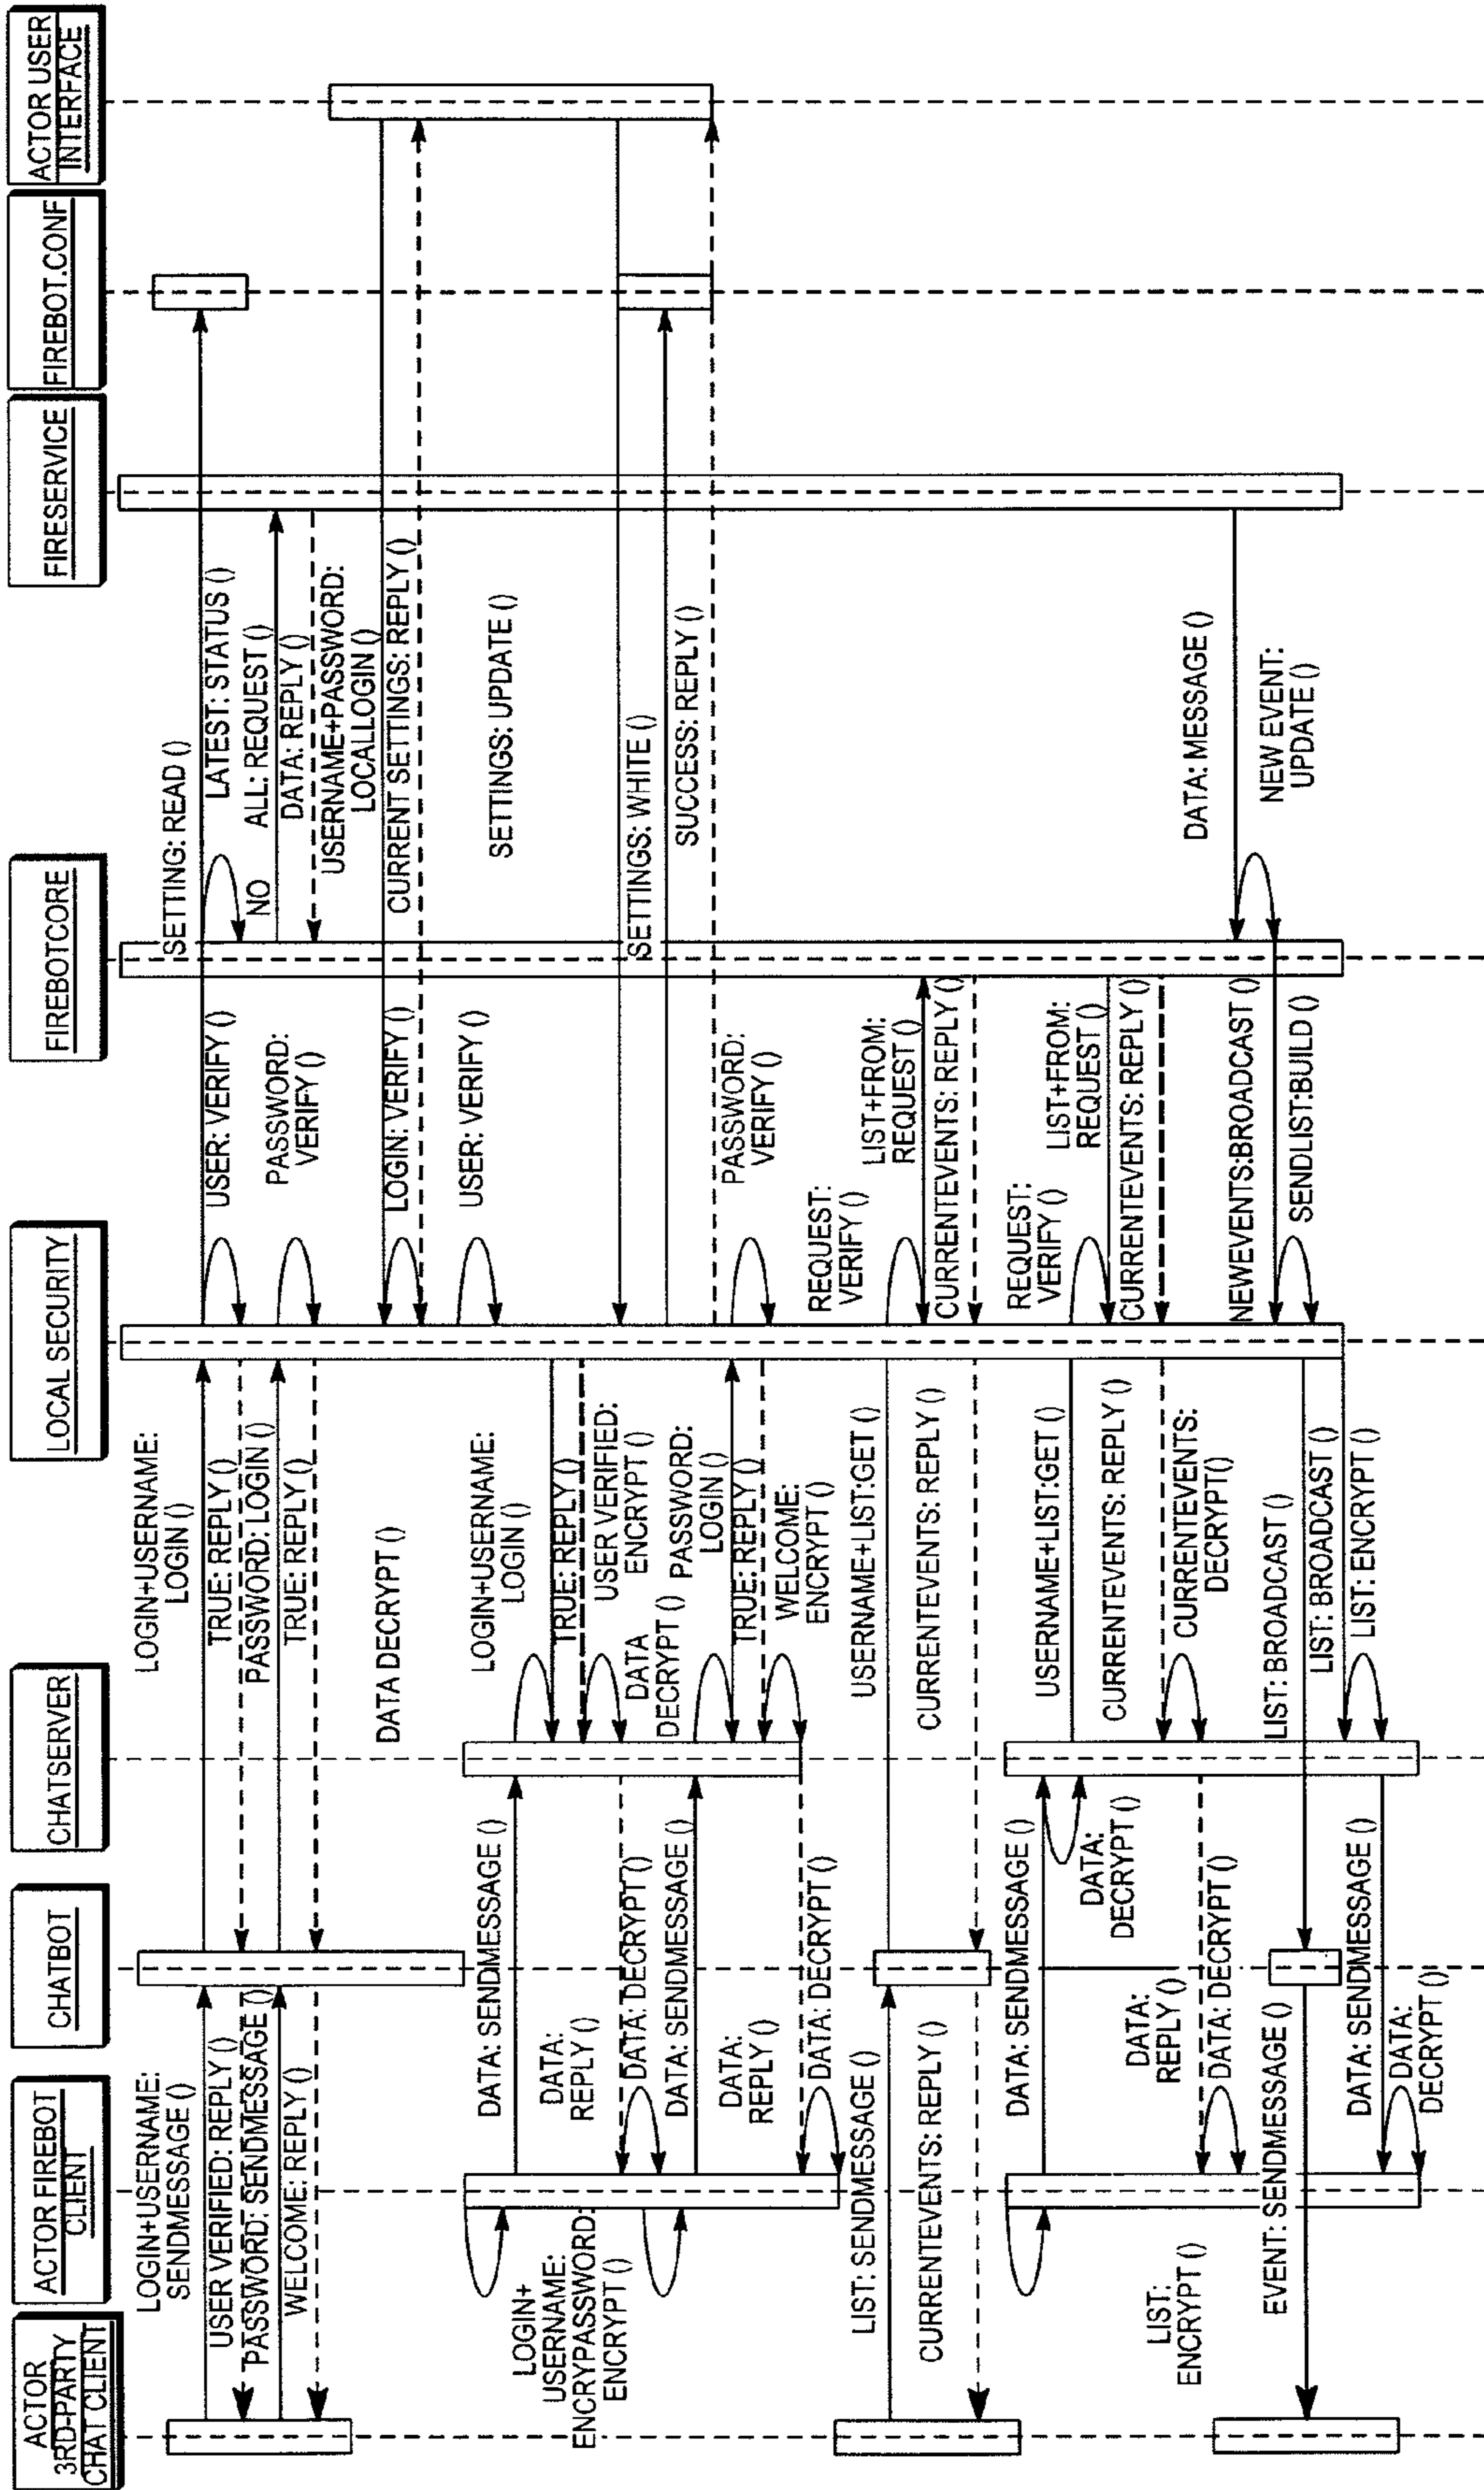 ACTOR
3RD-PARTY
CHAT CLIENT
ACTOR FIREBOT
CLIENT
CHATBOT
CHATSERVER
LOCAL SECURITY
FIREBOTCORE
FIRESERVICE
FIREBOT.CONF
ACTOR USER
INTERFACE
LOGIN+USERNAME:
SENDMESSAGE ()
USER VERIFIED: REPLY ()
PASSWORD: SENDMESSAGE ()
WELCOME: REPLY ()
LOGIN+
USERNAME:
ENCRYPASSWORD:
ENCRYPT ()
LIST: SENDMESSAGE ()
CURRENTEVENTS: REPLY ()
LIST:
ENCRYPT ()
EVENT: SENDMESSAGE ()
DATA: SENDMESSAGE ()
DATA:
REPLY ()
DATA: DECRYPT ()
DATA: SENDMESSAGE ()
DATA:
REPLY ()
DATA: DECRYPT ()
DATA: SENDMESSAGE ()
DATA:
DECRYPT ()
DATA:
REPLY ()
DATA: DECRYPT ()
DATA: SENDMESSAGE ()
DATA:
DECRYPT ()
LOGIN+USERNAME:
LOGIN ()
TRUE: REPLY ()
PASSWORD: LOGIN ()
TRUE: REPLY ()
DATA DECRYPT ()
LOGIN+USERNAME:
LOGIN ()
TRUE: REPLY ()
USER VERIFIED:
ENCRYPT ()
DATA
DECRYPT ()
PASSWORD:
LOGIN ()
TRUE: REPLY ()
WELCOME:
ENCRYPT ()
USERNAME+LIST:GET ()
CURRENTEVENTS: REPLY ()
USERNAME+LIST:GET ()
CURRENTEVENTS: REPLY ()
CURRENTEVENTS:
DECRYPT()
LIST: BROADCAST ()
LIST: BROADCAST ()
LIST: ENCRYPT ()
SETTING: READ ()
USER: VERIFY ()
PASSWORD:
VERIFY ()
LOGIN: VERIFY ()
USER: VERIFY ()
PASSWORD:
VERIFY ()
REQUEST:
VERIFY ()
LIST+FROM:
REQUEST ()
CURRENTEVENTS: REPLY ()
REQUEST:
VERIFY ()
LIST+FROM:
REQUEST ()
CURRENTEVENTS: REPLY ()
NEWEVENTS:BROADCAST ()
SENDLIST:BUILD ()
LATEST: STATUS ()
NO
ALL: REQUEST ()
DATA: REPLY ()
USERNAME+PASSWORD:
LOCALLOGIN ()
CURRENT SETTINGS: REPLY ()
SETTINGS: UPDATE ()
SETTINGS: WHITE ()
SUCCESS: REPLY ()
DATA: MESSAGE ()
NEW EVENT:
UPDATE ()